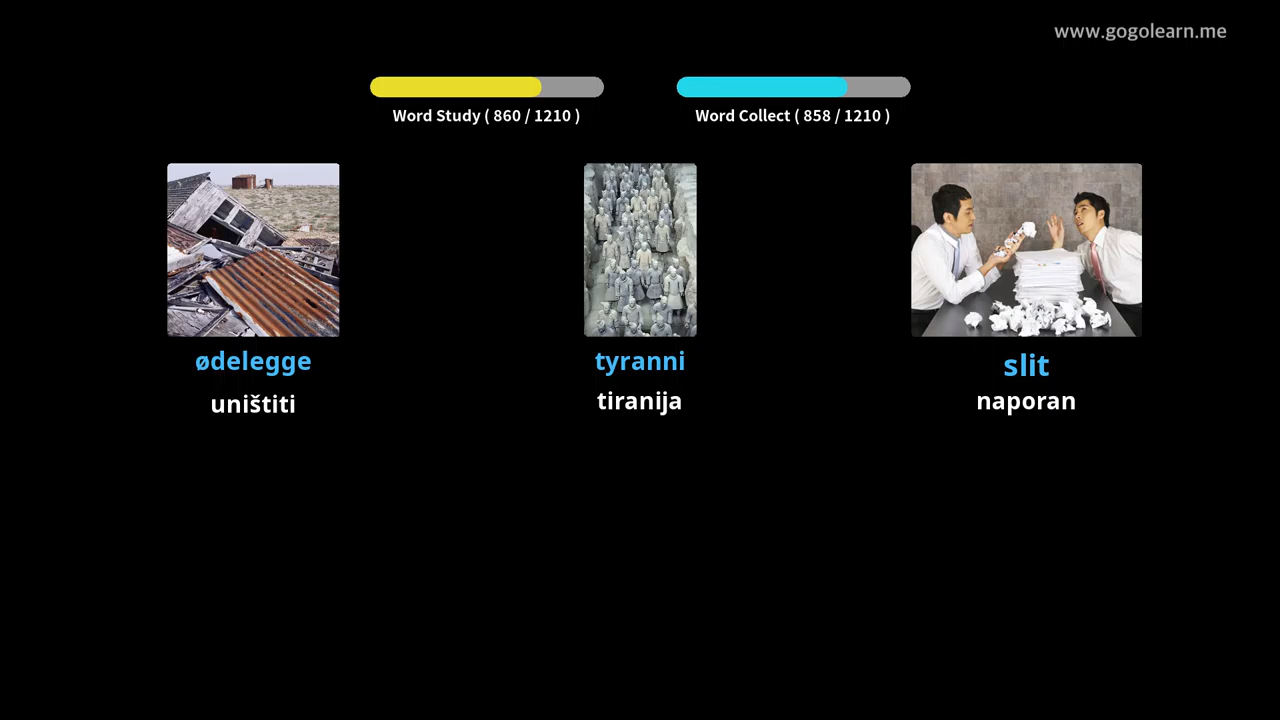 www.gogolearn.me
Word Study ( 860 / 1210 )
Word Collect ( 858 / 1210 )
ødelegge
tyranni
slit
uništiti
tiranija
naporan